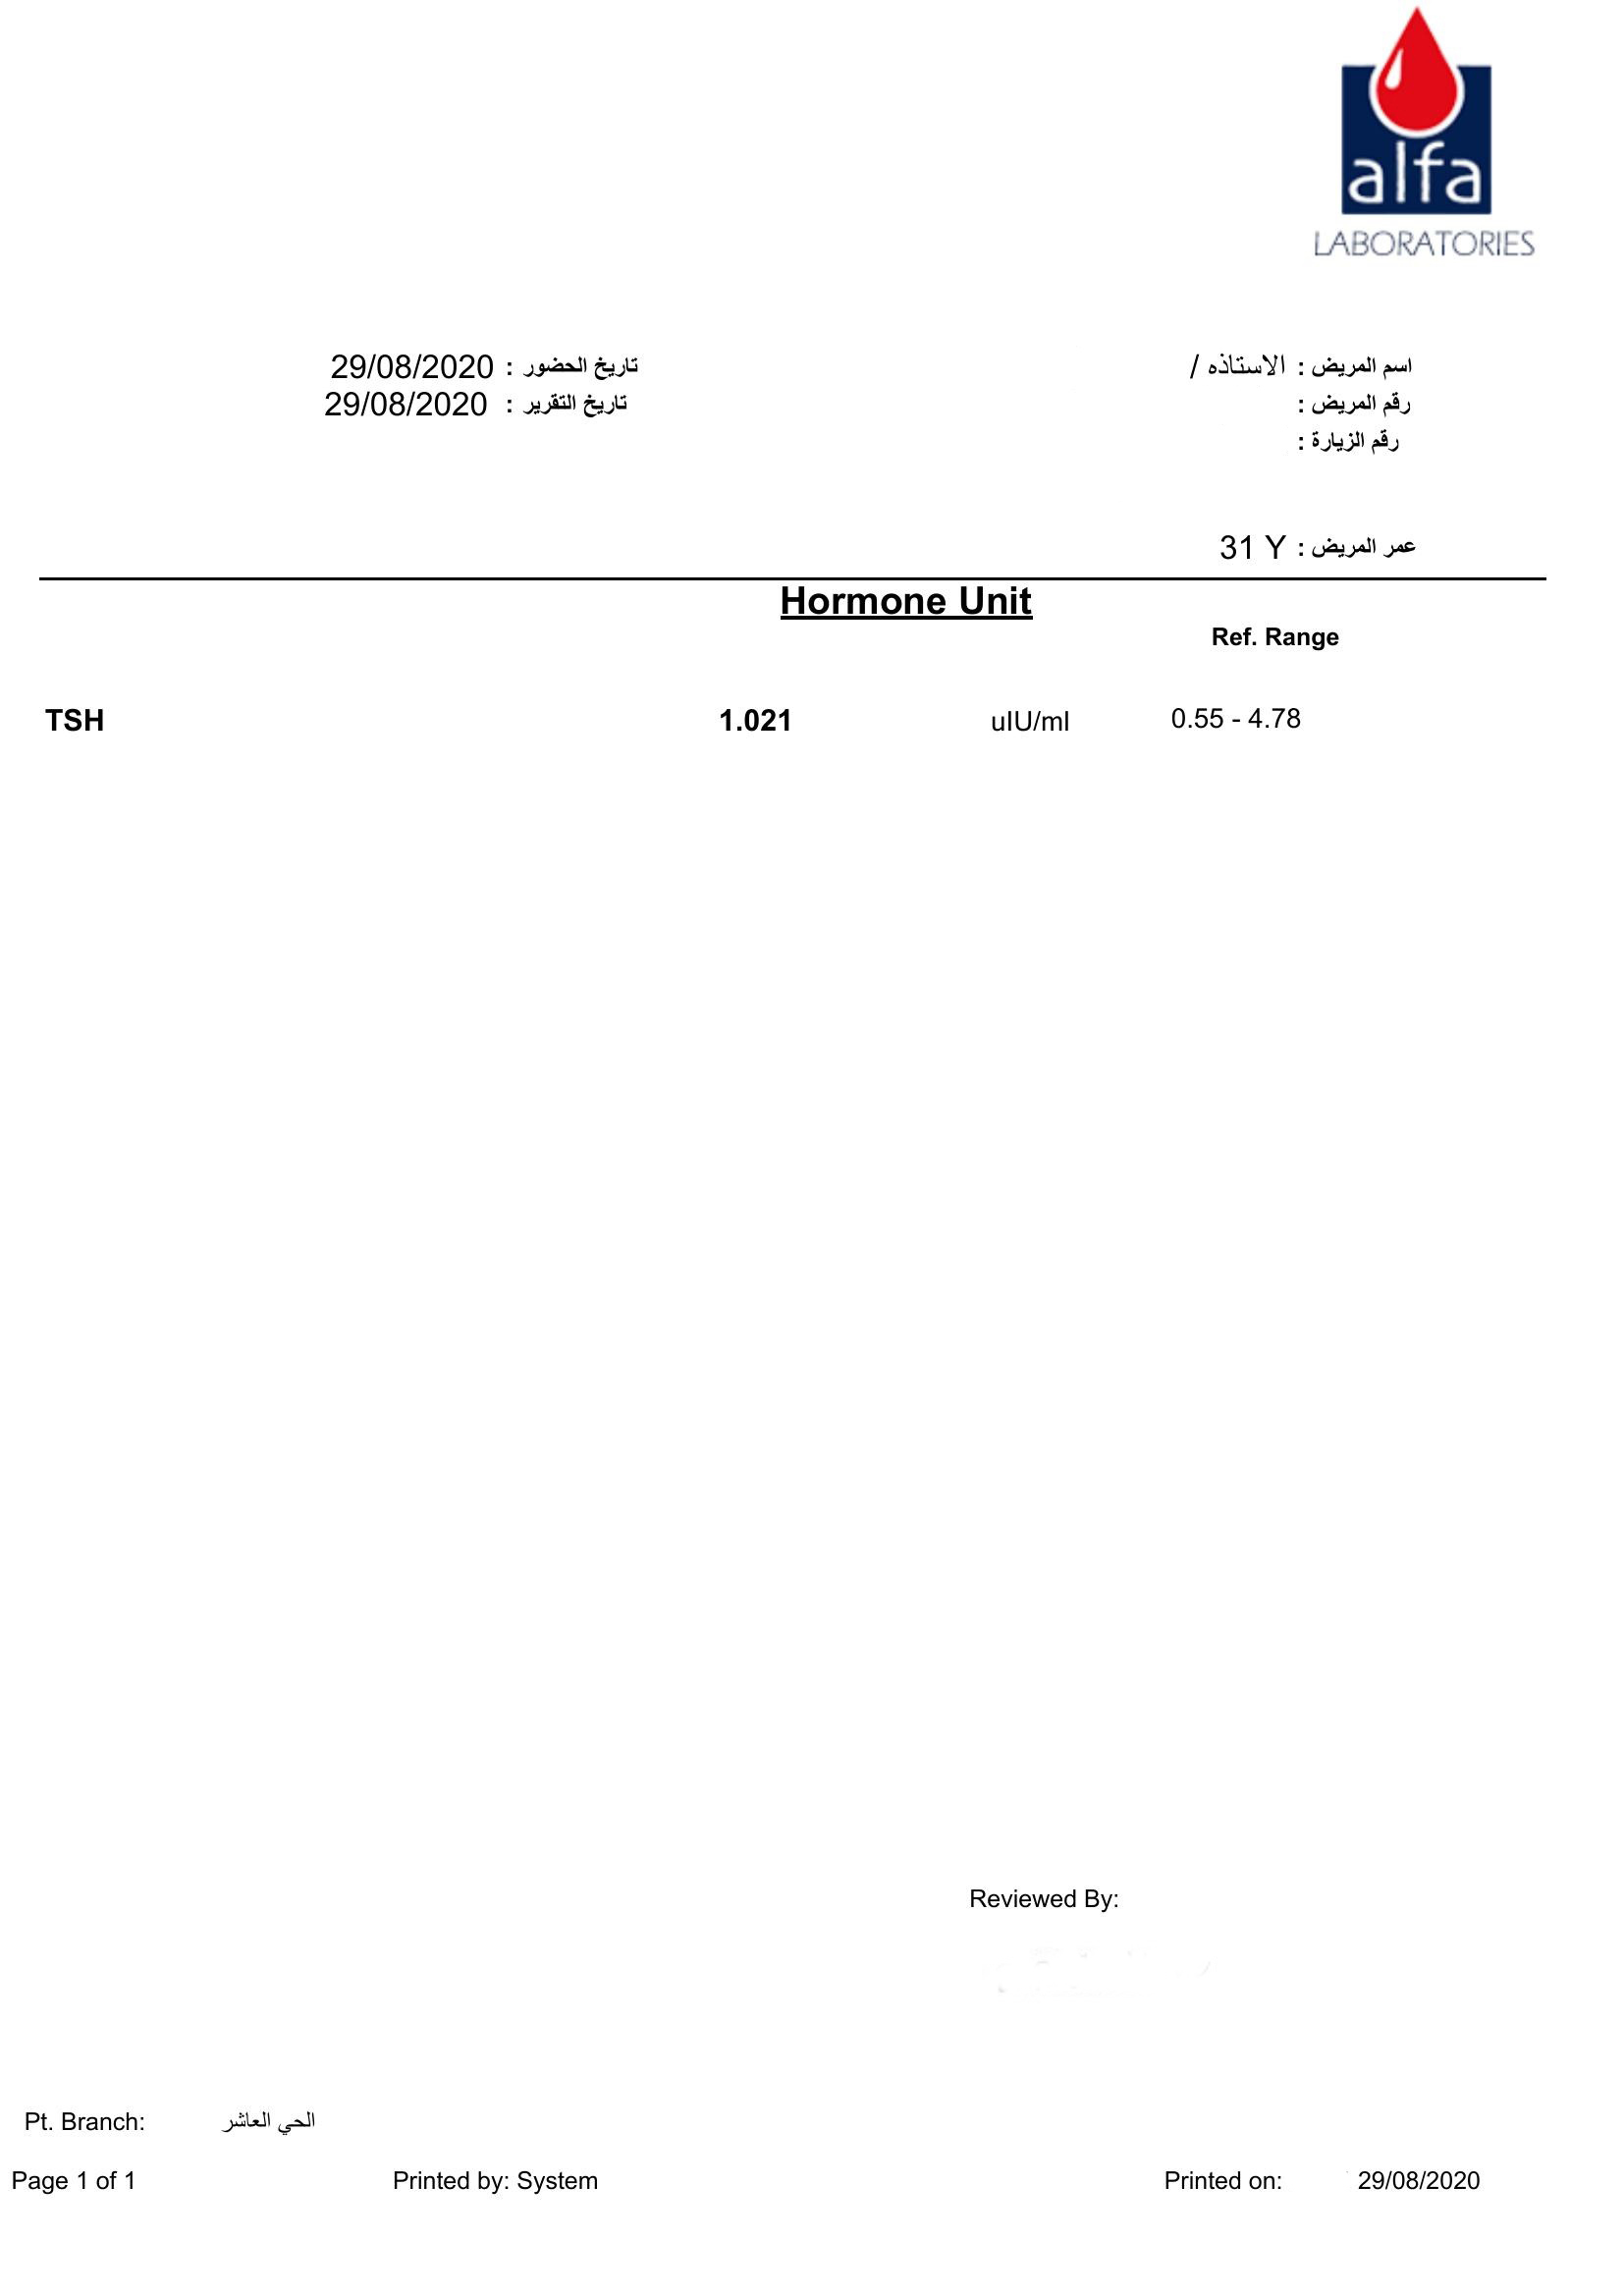 alfa
LABORATORIES
اسم المريض : الاستاذه /
تاريخ الحضور : 29/08/2020
رقم المريض :
تاريخ التقرير : 29/08/2020
رقم الزيارة :
عمر المريض : 31 Y
Hormone Unit
Ref. Range
TSH 1.021 uIU/ml 0.55 - 4.78
Reviewed By:
Pt. Branch: الحي العاشر
Page 1 of 1 Printed by: System Printed on: 29/08/2020